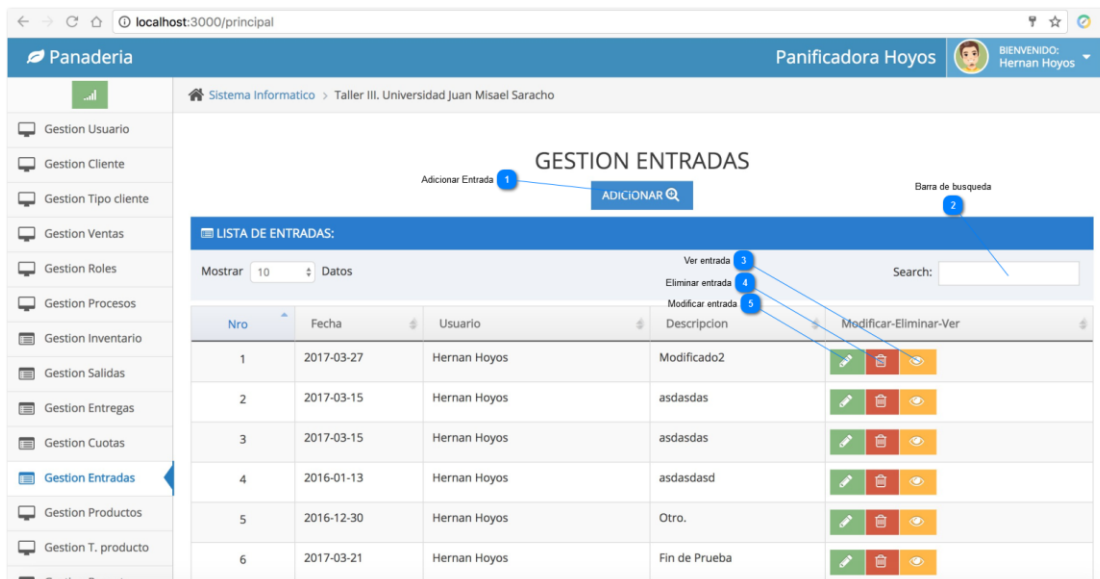 localhost:3000/principal
Panaderia
Panificadora Hoyos
BIENVENIDO:
Hernan Hoyos
Sistema Informatico > Taller III. Universidad Juan Misael Saracho
Gestion Usuario
Gestion Cliente
Gestion Tipo cliente
Gestion Ventas
Gestion Roles
Gestion Procesos
Gestion Inventario
Gestion Salidas
Gestion Entregas
Gestion Cuotas
Gestion Entradas
Gestion Productos
Gestion T. producto
GESTION ENTRADAS
Adicionar Entrada 1
ADICiONAR
Barra de busqueda
2
LISTA DE ENTRADAS:
Mostrar 10 Datos
Search:
Ver entrada 3
Eliminar entrada 4
Modificar entrada 5
Nro Fecha Usuario Descripcion Modificar-Eliminar-Ver
1 2017-03-27 Hernan Hoyos Modificado2
2 2017-03-15 Hernan Hoyos asdasdas
3 2017-03-15 Hernan Hoyos asdasdas
4 2016-01-13 Hernan Hoyos asdasdasd
5 2016-12-30 Hernan Hoyos Otro.
6 2017-03-21 Hernan Hoyos Fin de Prueba